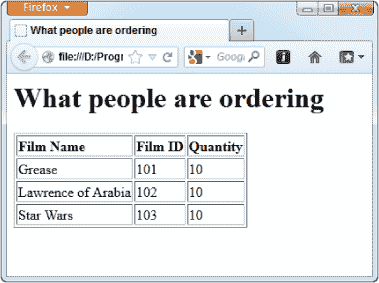 Firefox
What people are ordering
file:///D:/Progr
Goog
What people are ordering
Film Name Film ID Quantity
Grease 101 10
Lawrence of Arabia 102 10
Star Wars 103 10